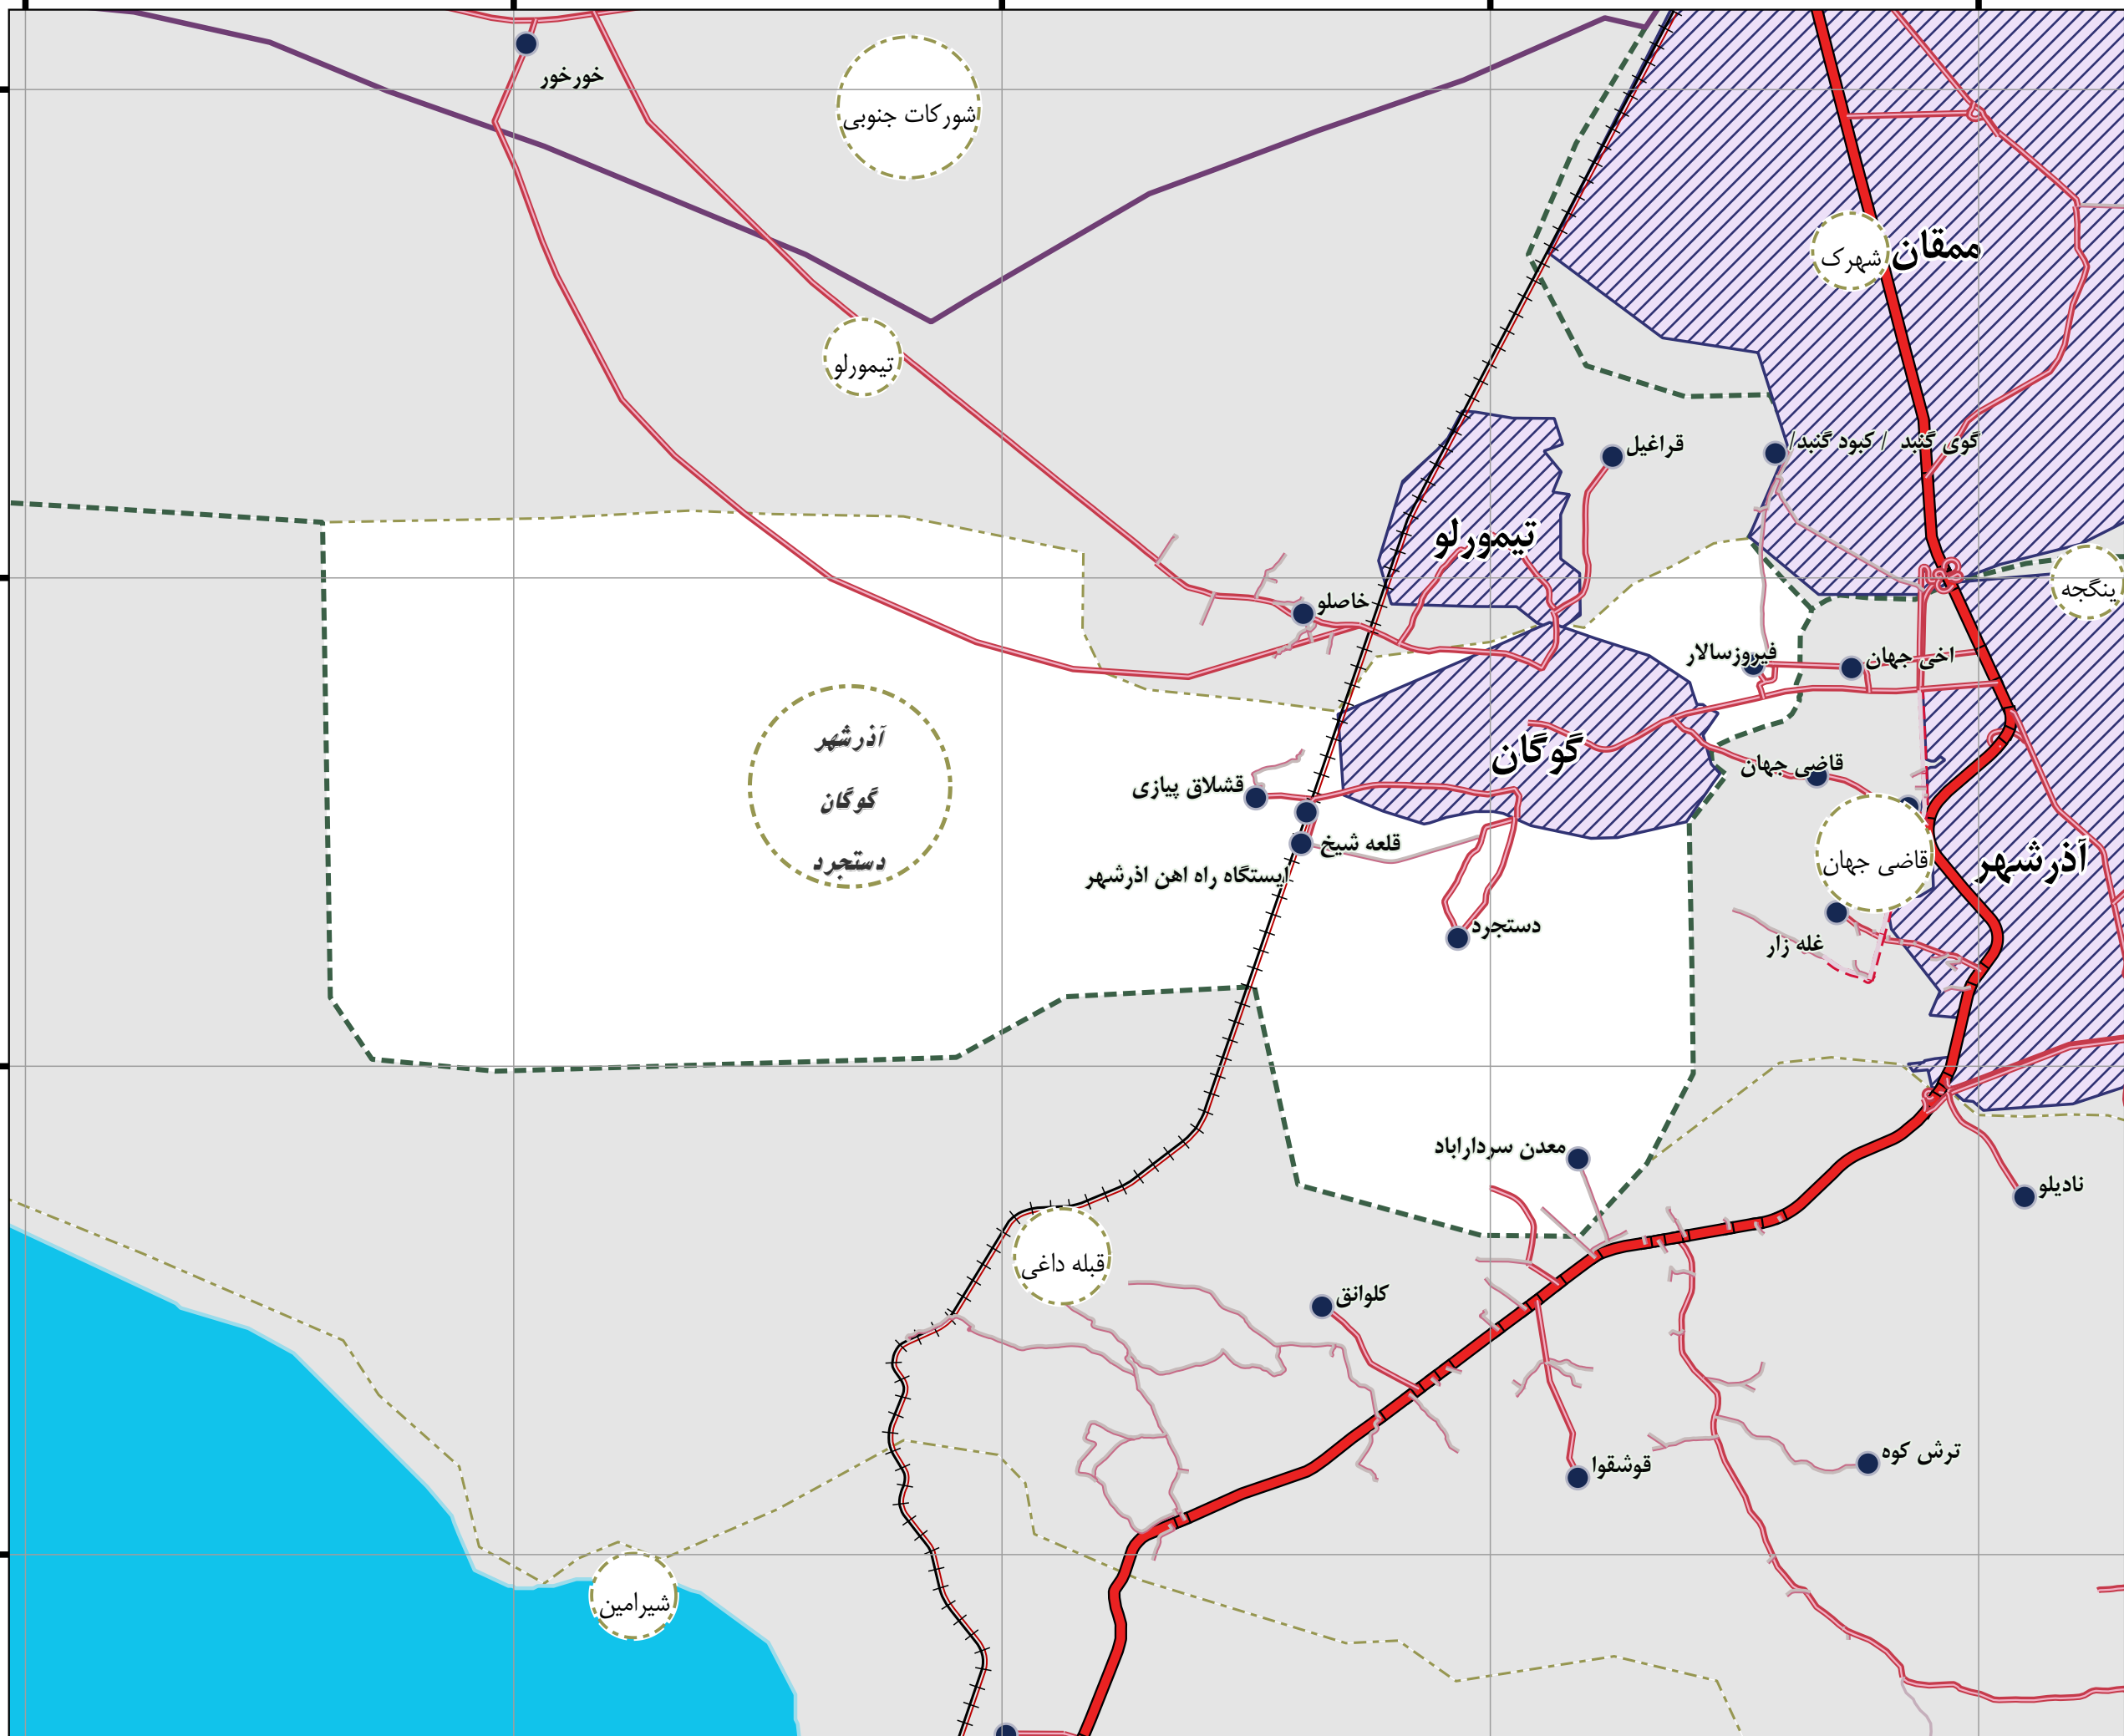 خورخور
شورکات جنوبی
ممقان
شهرک
تیمورلو
گوی گنبد / کبود گنبد/
قراغیل
تیمورلو
ینگجه
خاصلو
فیروزسالار
اخی جهان
آذرشهر
گوگان
دستجرد
گوگان
قاضی جهان
قشلاق پیازی
قلعه شیخ
قاضی جهان
آذرشهر
ایستگاه راه اهن اذرشهر
دستجرد
غله زار
معدن سرداراباد
نادیلو
قبله داغی
کلوانق
ترش کوه
قوشقوا
شیرامین